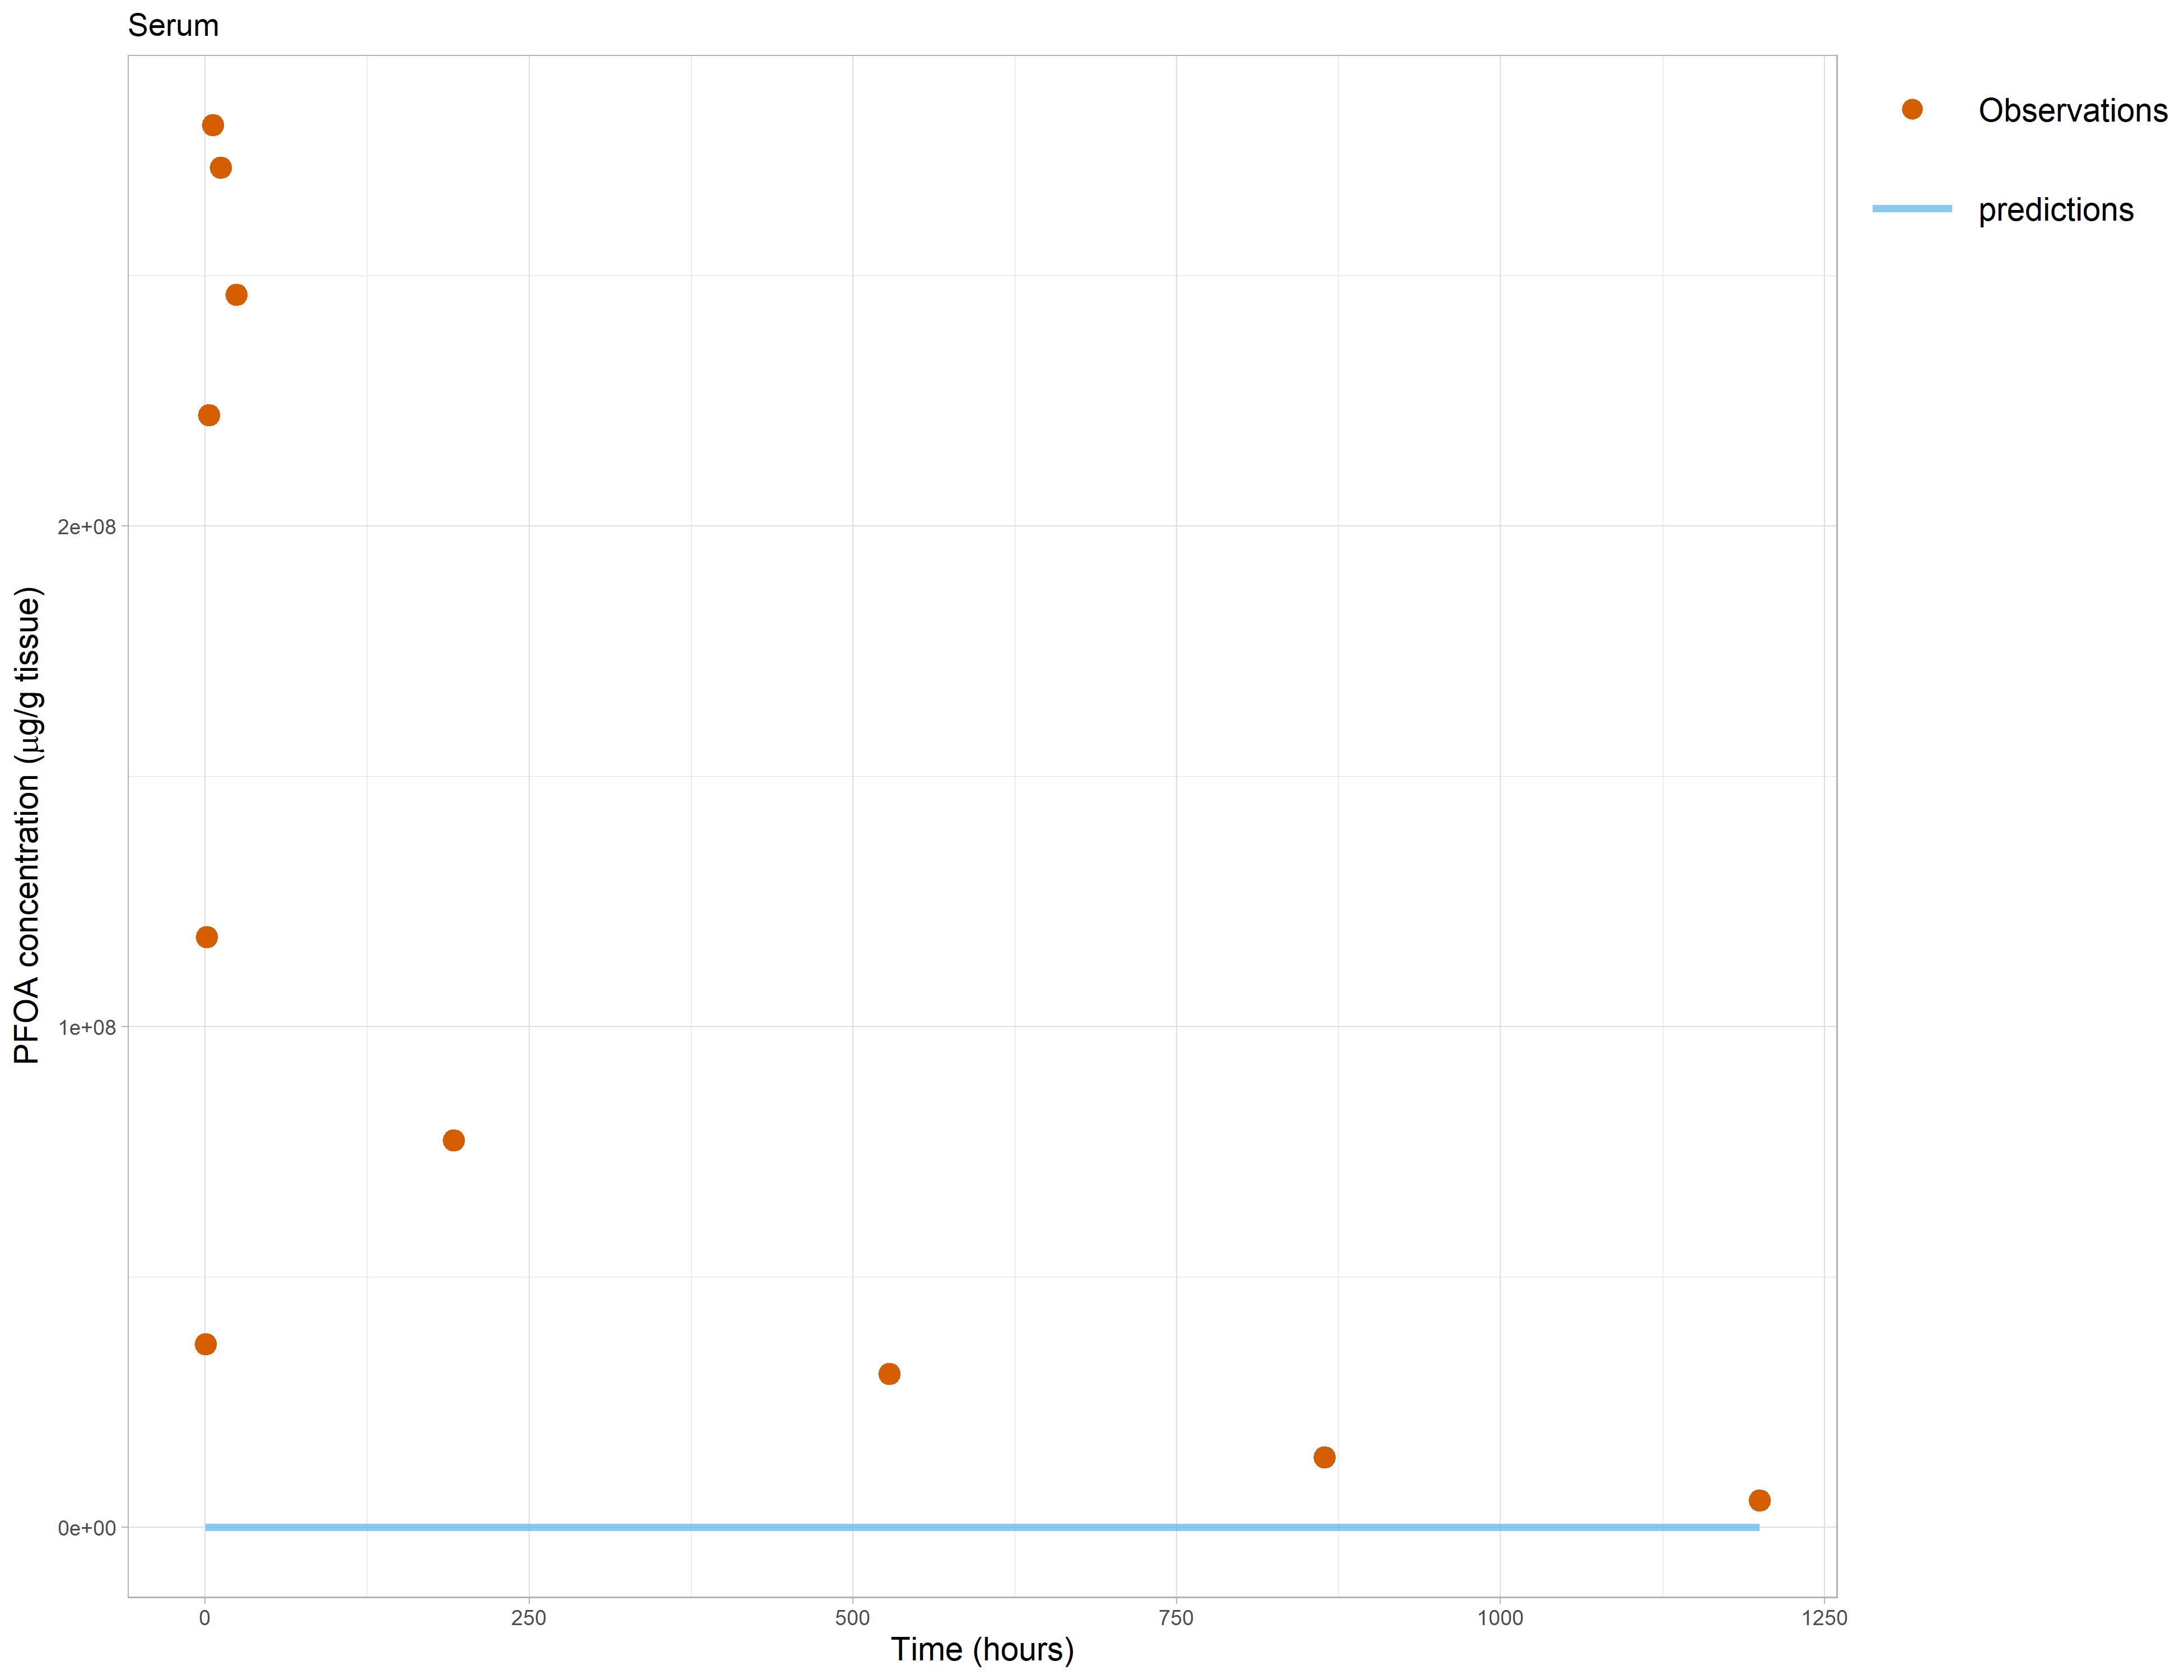 Serum
Observations
predictions
PFOA concentration (μg/g tissue)
2e+08
1e+08
0e+00
0 250 500 750 1000 1250
Time (hours)